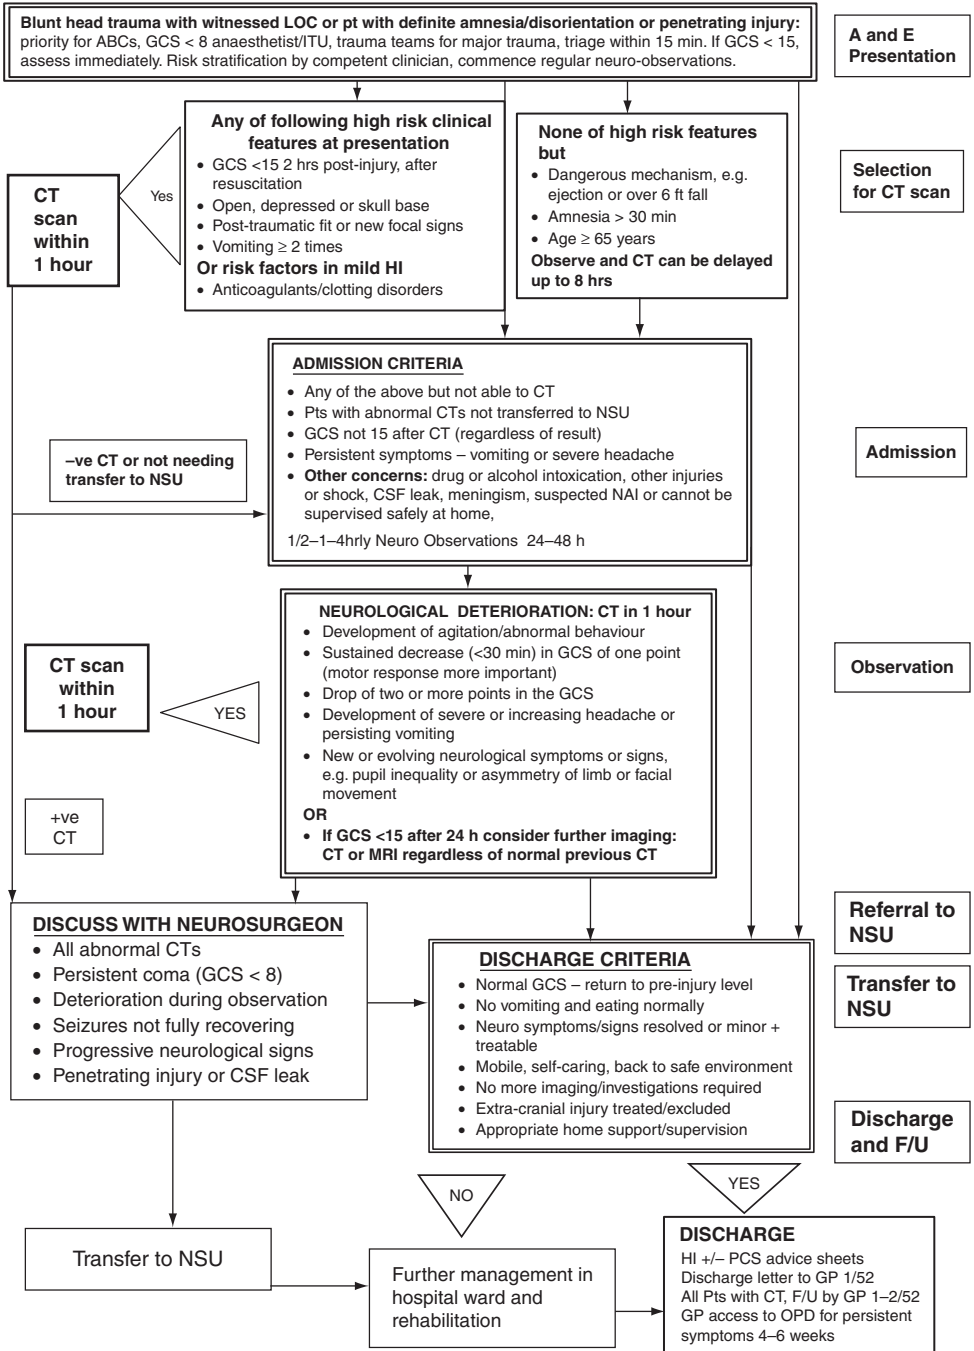 Blunt head trauma with witnessed LOC or pt with definite amnesia/disorientation or penetrating injury:
priority for ABCs, GCS < 8 anaesthetist/ITU, trauma teams for major trauma, triage within 15 min. If GCS < 15,
assess immediately. Risk stratification by competent clinician, commence regular neuro-observations.
A and E
Presentation
CT
scan
within
1 hour
Yes
Any of following high risk clinical
features at presentation
• GCS <15 2 hrs post-injury, after
resuscitation
• Open, depressed or skull base
• Post-traumatic fit or new focal signs
• Vomiting ≥ 2 times
Or risk factors in mild HI
• Anticoagulants/clotting disorders
None of high risk features
but
• Dangerous mechanism, e.g.
ejection or over 6 ft fall
• Amnesia > 30 min
• Age ≥ 65 years
Observe and CT can be delayed
up to 8 hrs
Selection
for CT scan
–ve CT or not needing
transfer to NSU
ADMISSION CRITERIA
• Any of the above but not able to CT
• Pts with abnormal CTs not transferred to NSU
• GCS not 15 after CT (regardless of result)
• Persistent symptoms – vomiting or severe headache
• Other concerns: drug or alcohol intoxication, other injuries
or shock, CSF leak, meningism, suspected NAI or cannot be
supervised safely at home,
1/2–1–4hrly Neuro Observations 24–48 h
Admission
CT scan
within
1 hour
YES
NEUROLOGICAL DETERIORATION: CT in 1 hour
• Development of agitation/abnormal behaviour
• Sustained decrease (<30 min) in GCS of one point
(motor response more important)
• Drop of two or more points in the GCS
• Development of severe or increasing headache or
persisting vomiting
• New or evolving neurological symptoms or signs,
e.g. pupil inequality or asymmetry of limb or facial
movement
OR
• If GCS <15 after 24 h consider further imaging:
CT or MRI regardless of normal previous CT
Observation
+ve
CT
DISCUSS WITH NEUROSURGEON
• All abnormal CTs
• Persistent coma (GCS < 8)
• Deterioration during observation
• Seizures not fully recovering
• Progressive neurological signs
• Penetrating injury or CSF leak
DISCHARGE CRITERIA
• Normal GCS – return to pre-injury level
• No vomiting and eating normally
• Neuro symptoms/signs resolved or minor +
treatable
• Mobile, self-caring, back to safe environment
• No more imaging/investigations required
• Extra-cranial injury treated/excluded
• Appropriate home support/supervision
Referral to
NSU
Transfer to
NSU
Discharge
and F/U
NO
YES
Transfer to NSU
Further management in
hospital ward and
rehabilitation
DISCHARGE
HI +/– PCS advice sheets
Discharge letter to GP 1/52
All Pts with CT, F/U by GP 1–2/52
GP access to OPD for persistent
symptoms 4–6 weeks